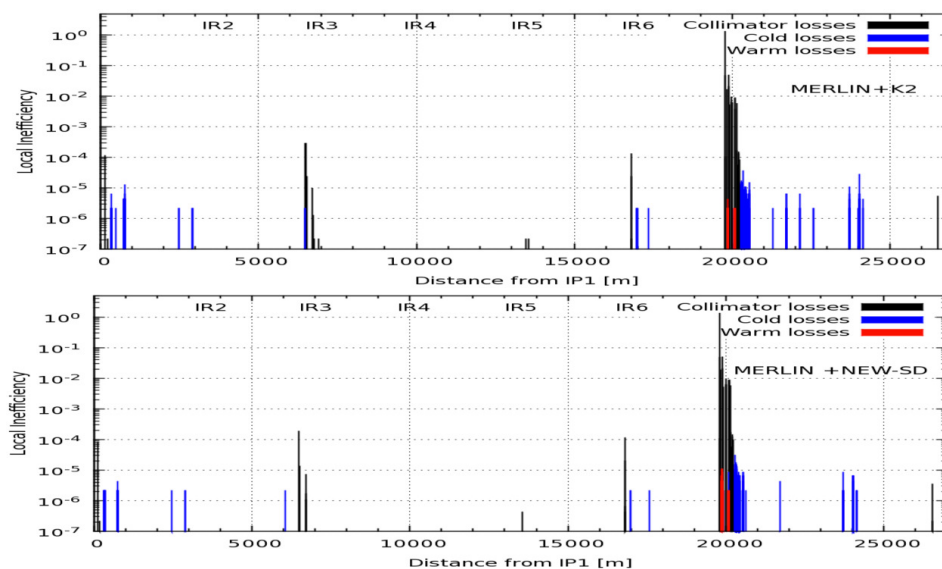 IR2 IR3 IR4 IR5 IR6
Collimator losses
Cold losses
Warm losses
MERLIN+K2
Local Inefficiency
10⁰
10⁻¹
10⁻²
10⁻³
10⁻⁴
10⁻⁵
10⁻⁶
10⁻⁷
0 5000 10000 15000 20000 25000
Distance from IP1 [m]
IR2 IR3 IR4 IR5 IR6
Collimator losses
Cold losses
Warm losses
MERLIN +NEW-SD
Local Inefficiency
10⁰
10⁻¹
10⁻²
10⁻³
10⁻⁴
10⁻⁵
10⁻⁶
10⁻⁷
0 5000 10000 15000 20000 25000
Distance from IP1 [m]